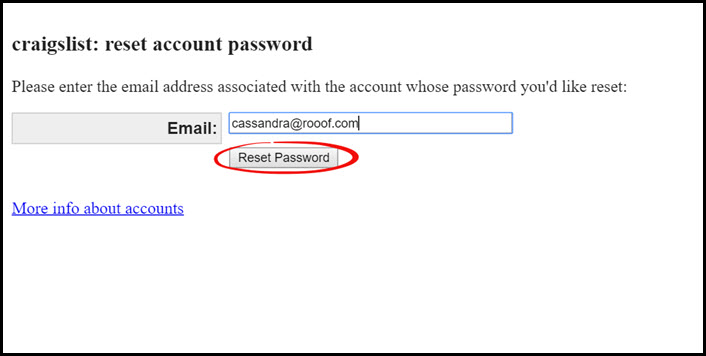 craigslist: reset account password
Please enter the email address associated with the account whose password you'd like reset:
Email: cassandra@rooof.com
Reset Password
More info about accounts